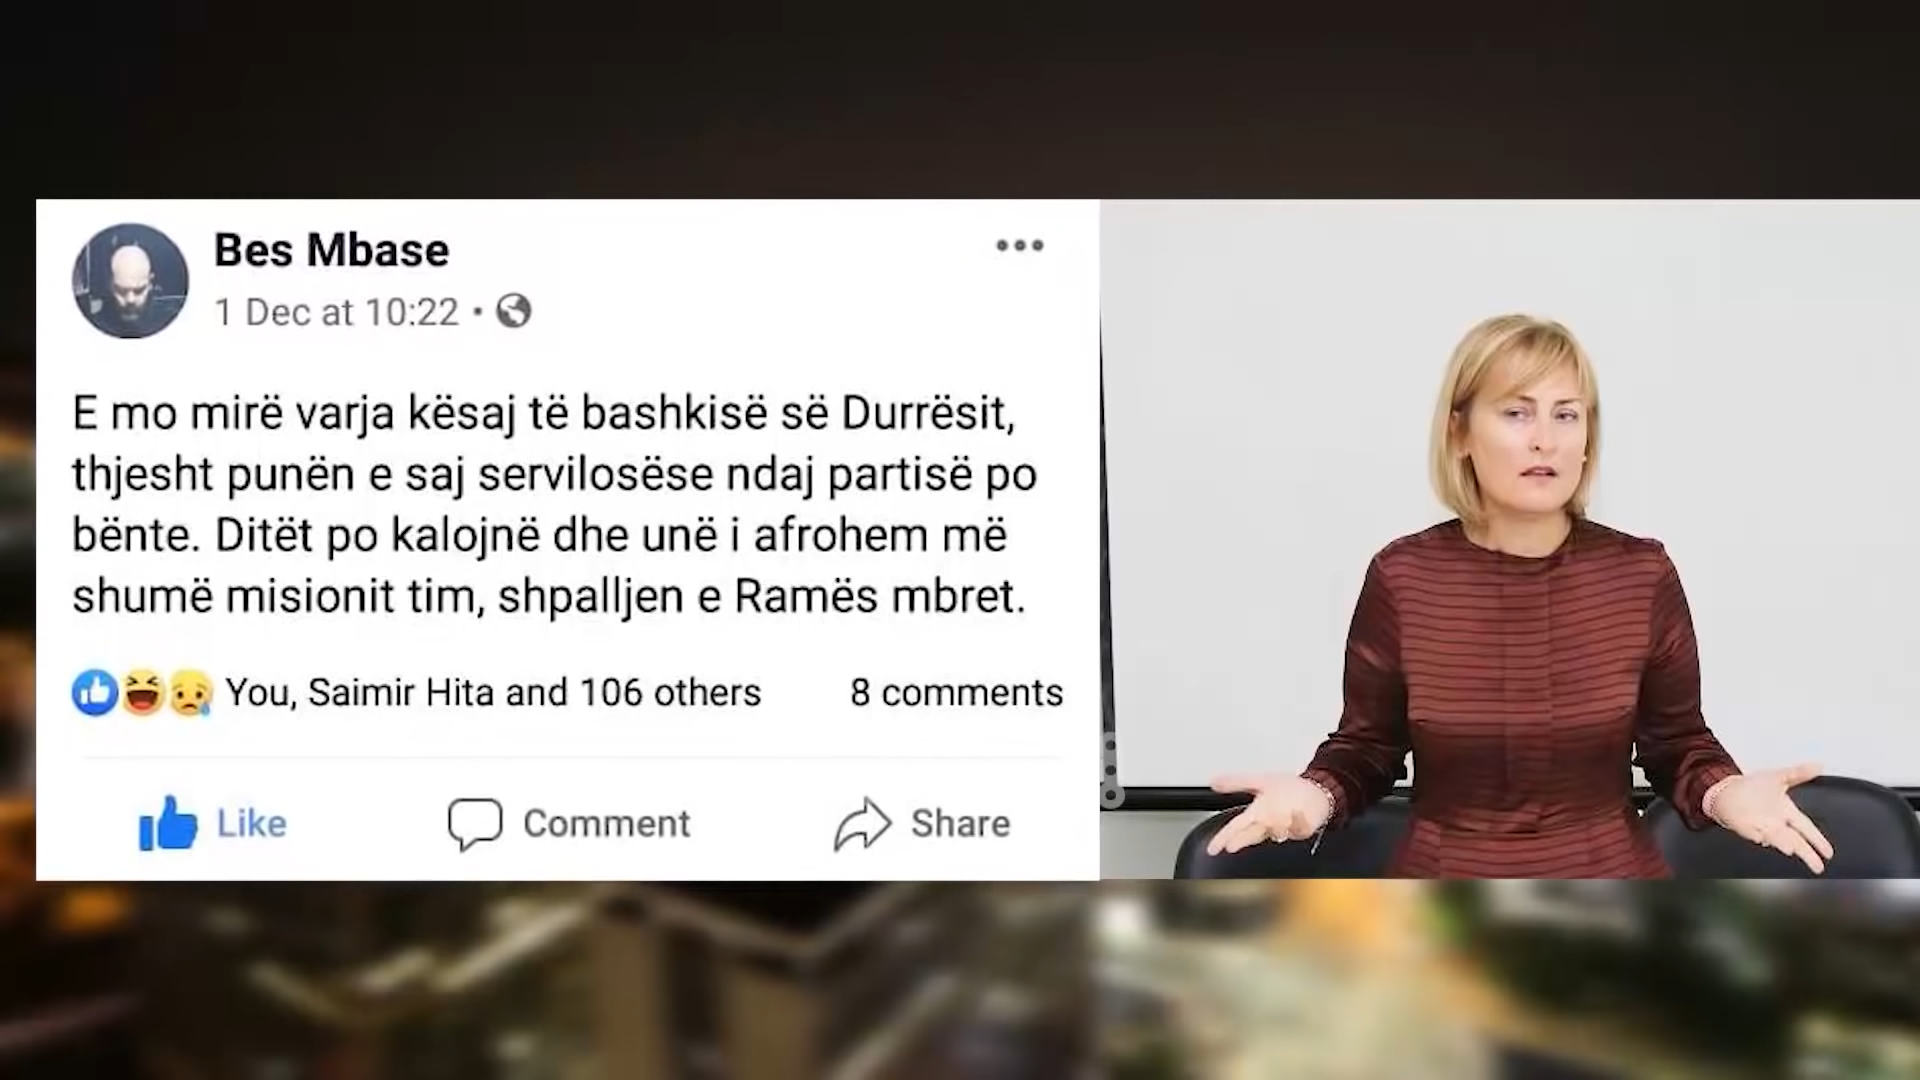 Bes Mbase
1 Dec at 10:22
E mo mirë varja kësaj të bashkisë së Durrësit,
thjesht punën e saj servilosëse ndaj partisë po
bënte. Ditët po kalojnë dhe unë i afrohem më
shumë misionit tim, shpalljen e Ramës mbret.
You, Saimir Hita and 106 others 8 comments
Like Comment Share